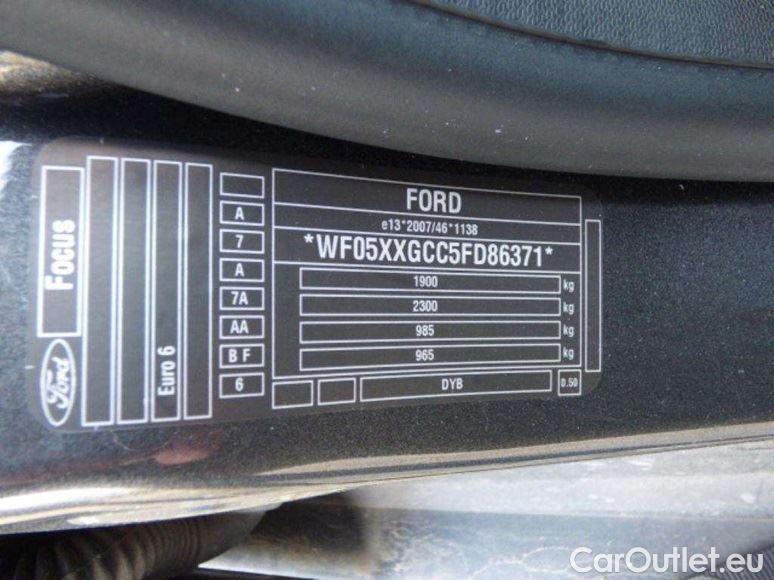 FORD
e13*2007/46*1138
*WF05XXGCC5FD86371*
1900 kg
2300 kg
985 kg
965 kg
DYB
0.50
A
7
A
7A
AA
B F
6
Euro 6
Focus
Ford
CarOutlet.eu